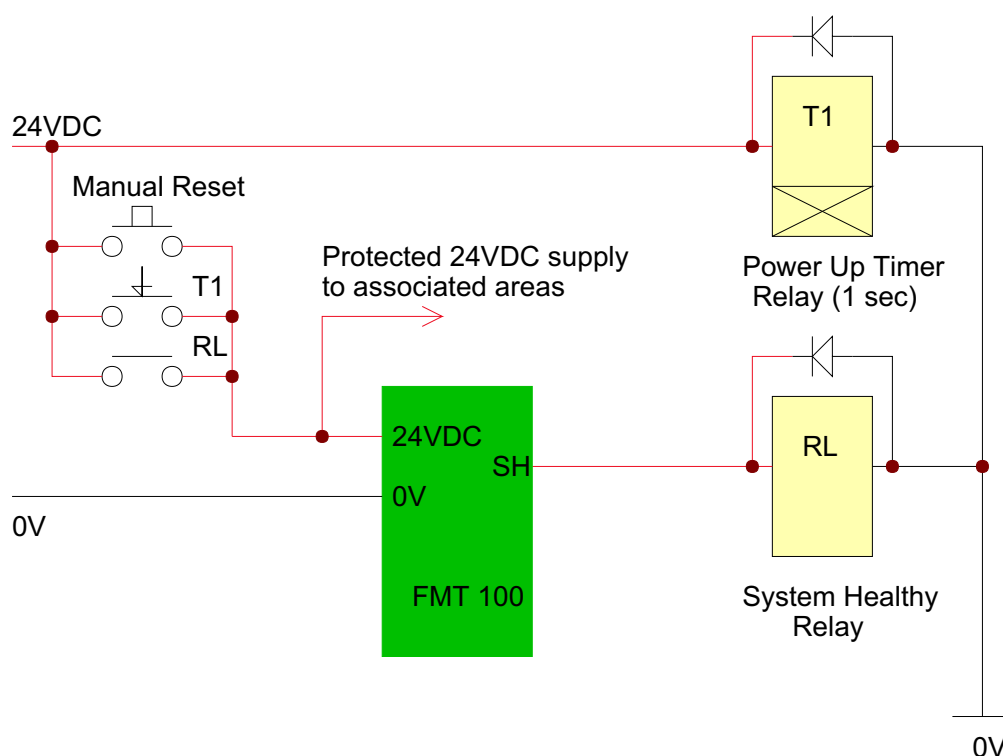 24VDC
T1
Manual Reset
Protected 24VDC supply
to associated areas
T1
Power Up Timer
Relay (1 sec)
RL
24VDC
SH
RL
0V
0V
FMT 100
System Healthy
Relay
0V